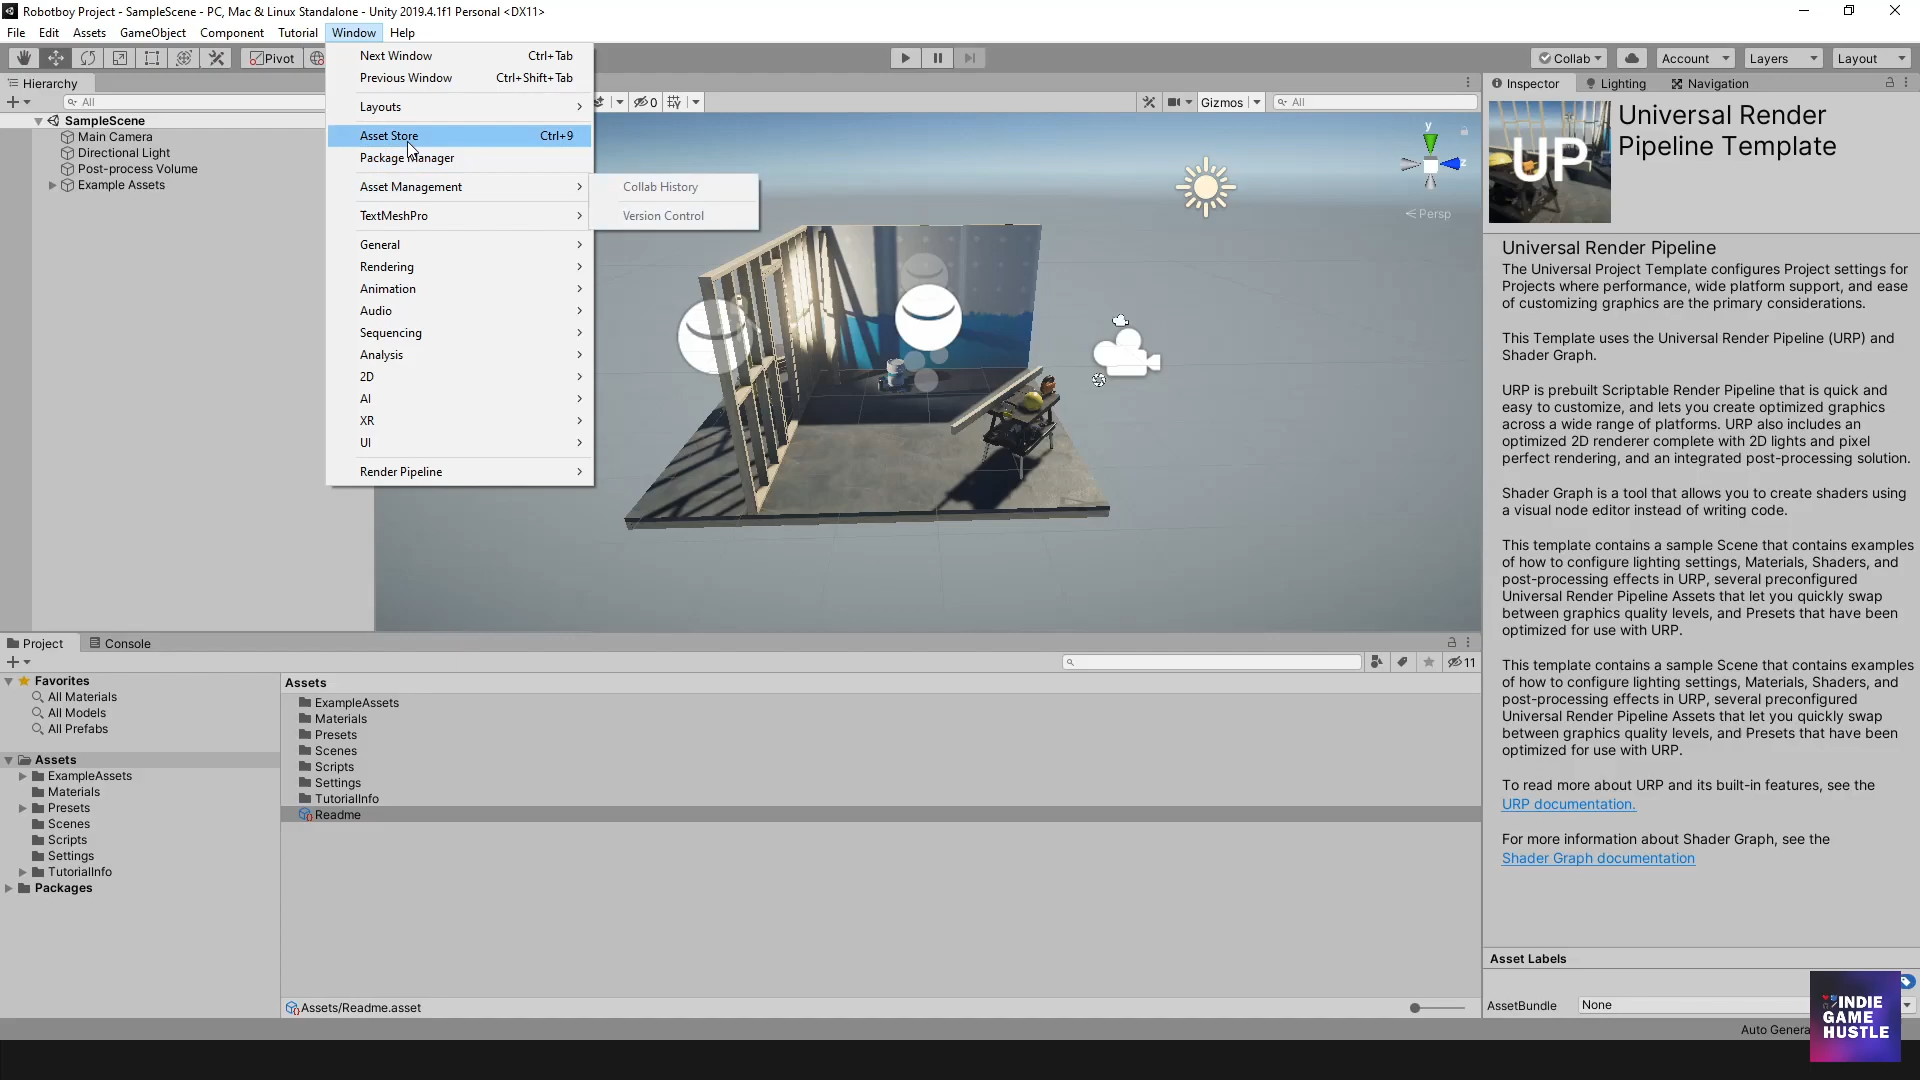 Robotboy Project - SampleScene - PC, Mac & Linux Standalone - Unity 2019.4.1f1 Personal <DX11>
File Edit Assets GameObject Component Tutorial Window Help
Pivot
Collab Account Layers Layout
Next Window Ctrl+Tab
Previous Window Ctrl+Shift+Tab
Layouts
Asset Store Ctrl+9
Package Manager
Asset Management
TextMeshPro
General
Rendering
Animation
Audio
Sequencing
Analysis
2D
AI
XR
UI
Render Pipeline
Collab History
Version Control
Hierarchy
All
SampleScene
Main Camera
Directional Light
Post-process Volume
Example Assets
0
Gizmos All
y
z
Persp
Inspector Lighting Navigation
UP
Universal Render
Pipeline Template
Universal Render Pipeline
The Universal Project Template configures Project settings for
Projects where performance, wide platform support, and ease
of customizing graphics are the primary considerations.
This Template uses the Universal Render Pipeline (URP) and
Shader Graph.
URP is prebuilt Scriptable Render Pipeline that is quick and
easy to customize, and lets you create optimized graphics
across a wide range of platforms. URP also includes an
optimized 2D renderer complete with 2D lights and pixel
perfect rendering, and an integrated post-processing solution.
Shader Graph is a tool that allows you to create shaders using
a visual node editor instead of writing code.
This template contains a sample Scene that contains examples
of how to configure lighting settings, Materials, Shaders, and
post-processing effects in URP, several preconfigured
Universal Render Pipeline Assets that let you quickly swap
between graphics quality levels, and Presets that have been
optimized for use with URP.
This template contains a sample Scene that contains examples
of how to configure lighting settings, Materials, Shaders, and
post-processing effects in URP, several preconfigured
Universal Render Pipeline Assets that let you quickly swap
between graphics quality levels, and Presets that have been
optimized for use with URP.
To read more about URP and its built-in features, see the
URP documentation.
For more information about Shader Graph, see the
Shader Graph documentation
Asset Labels
AssetBundle None
Auto Genera
INDIE
GAME
HUSTLE
Project Console
11
Favorites
All Materials
All Models
All Prefabs
Assets
ExampleAssets
Materials
Presets
Scenes
Scripts
Settings
TutorialInfo
Packages
Assets
ExampleAssets
Materials
Presets
Scenes
Scripts
Settings
TutorialInfo
Readme
Assets/Readme.asset